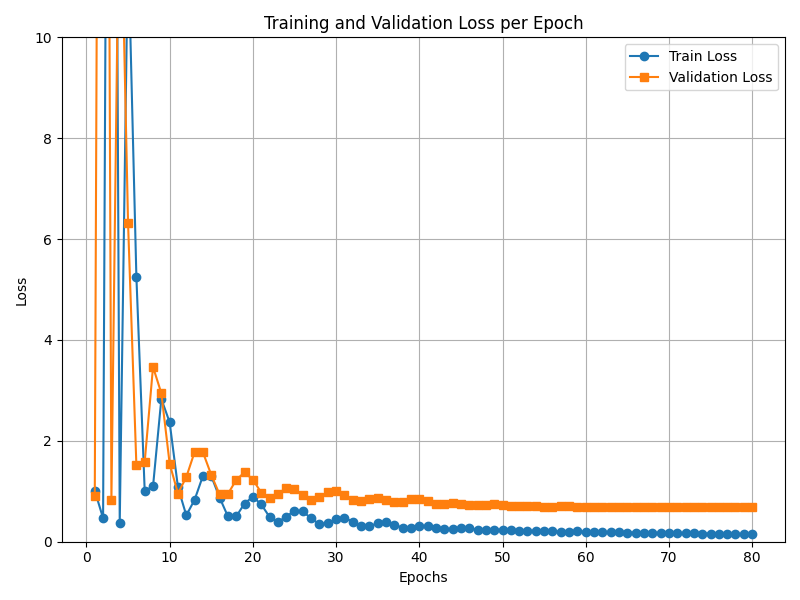 Training and Validation Loss per Epoch
10
8
6
4
2
0
Loss
Train Loss
Validation Loss
0 10 20 30 40 50 60 70 80
Epochs